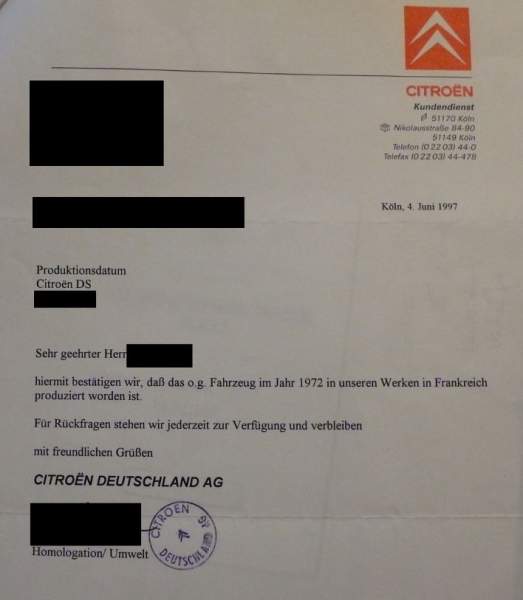 CITROËN
Kundendienst
51170 Köln
Nikolausstraße 84-90
51149 Köln
Telefon (0 22 03) 44-0
Telefax (0 22 03) 44-478
Köln, 4. Juni 1997
Produktionsdatum
Citroën DS
Sehr geehrter Herr
hiermit bestätigen wir, daß das o.g. Fahrzeug im Jahr 1972 in unseren Werken in Frankreich
produziert worden ist.
Für Rückfragen stehen wir jederzeit zur Verfügung und verbleiben
mit freundlichen Grüßen
CITROËN DEUTSCHLAND AG
Homologation/ Umwelt
CITROËN
DEUTSCHLAND AG